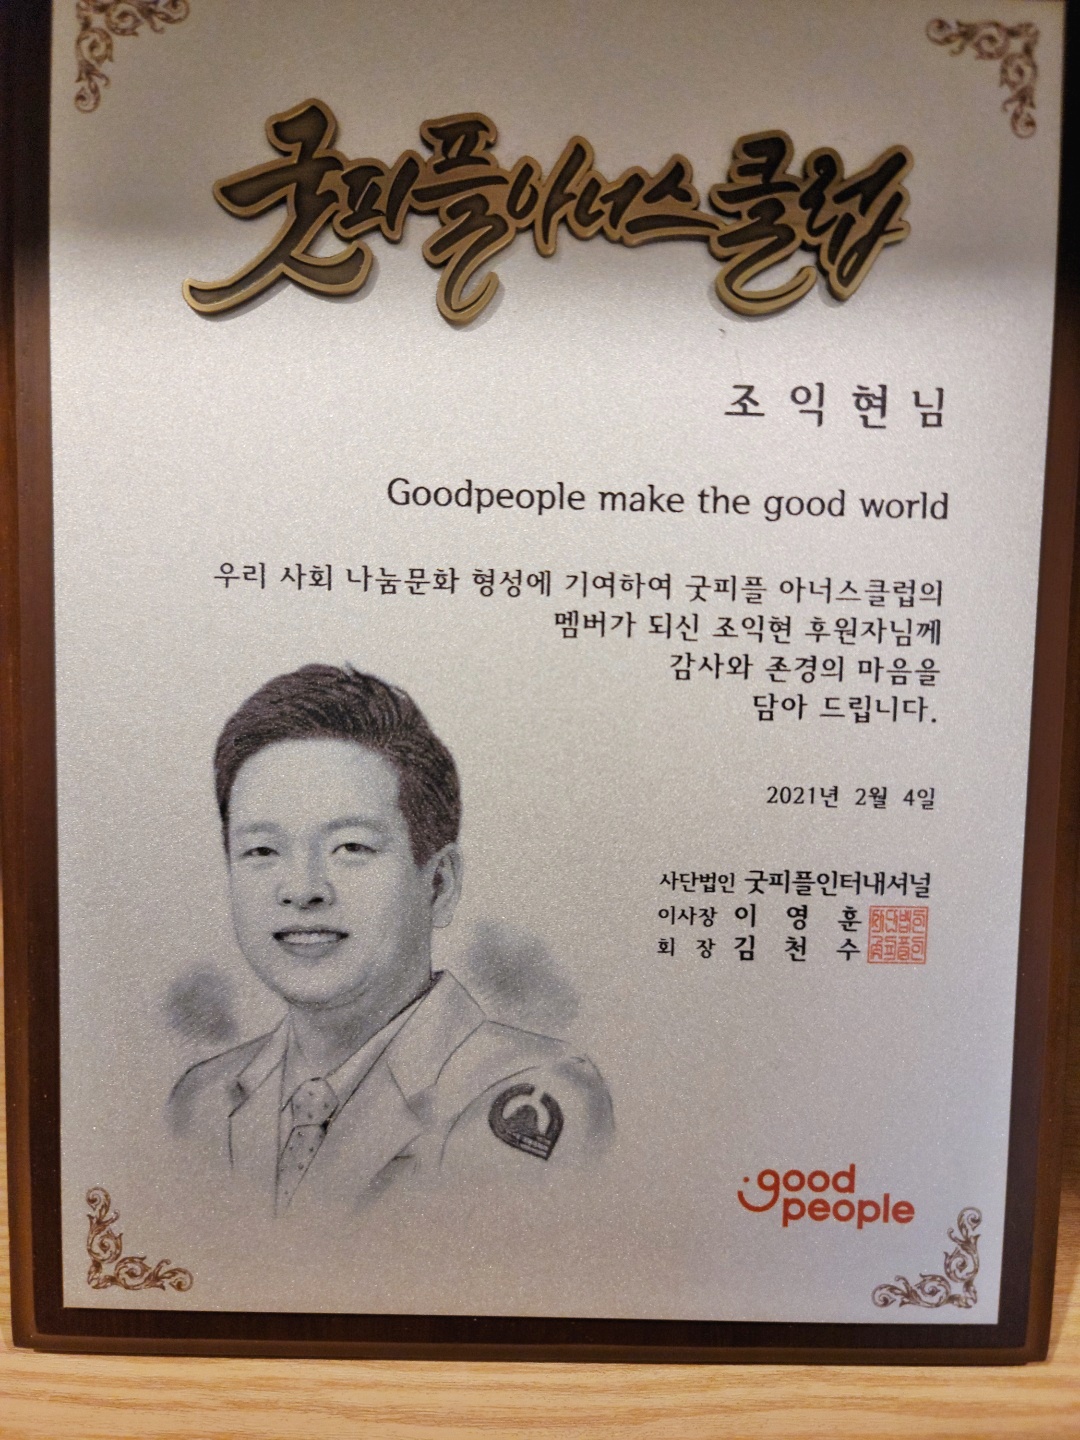 굿피플아너스클럽
조 익 현 님
Goodpeople make the good world
우리 사회 나눔문화 형성에 기여하여 굿피플 아너스클럽의
멤버가 되신 조익현 후원자님께
감사와 존경의 마음을
담아 드립니다.
2021년 2월 4일
사단법인 굿피플인터내셔널
이사장 이 영 훈
회 장 김 천 수
good
people